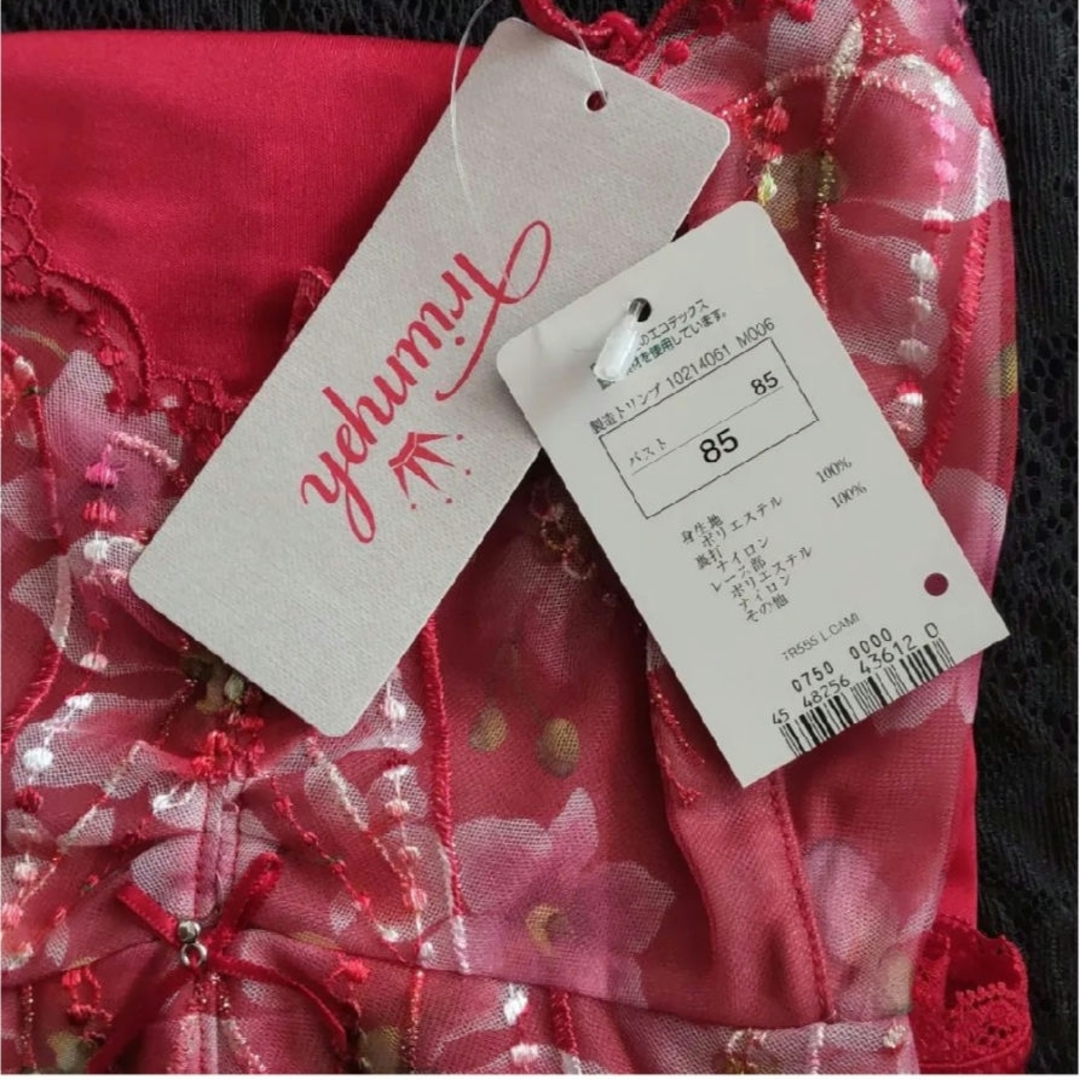 Triumph
のエコテックス
素材を使用しています。
製造トリンプ 10214061 M006
バスト 85
85
身生地
ポリエステル 100%
裏打
ナイロン 100%
レース部
ポリエステル
ナイロン
その他
TR555 L.CAMI
0750 0000
45 48256 43612 0